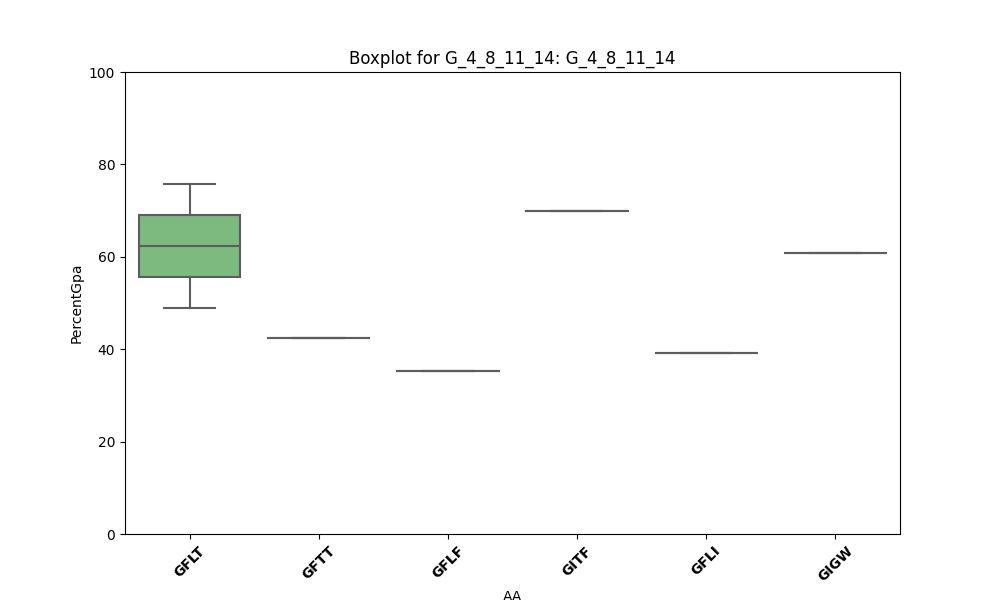 Boxplot for G_4_8_11_14: G_4_8_11_14
100
80
60
40
20
0
PercentGpa
GFLT
GFTT
GFLF
GITF
GFLI
GIGW
AA